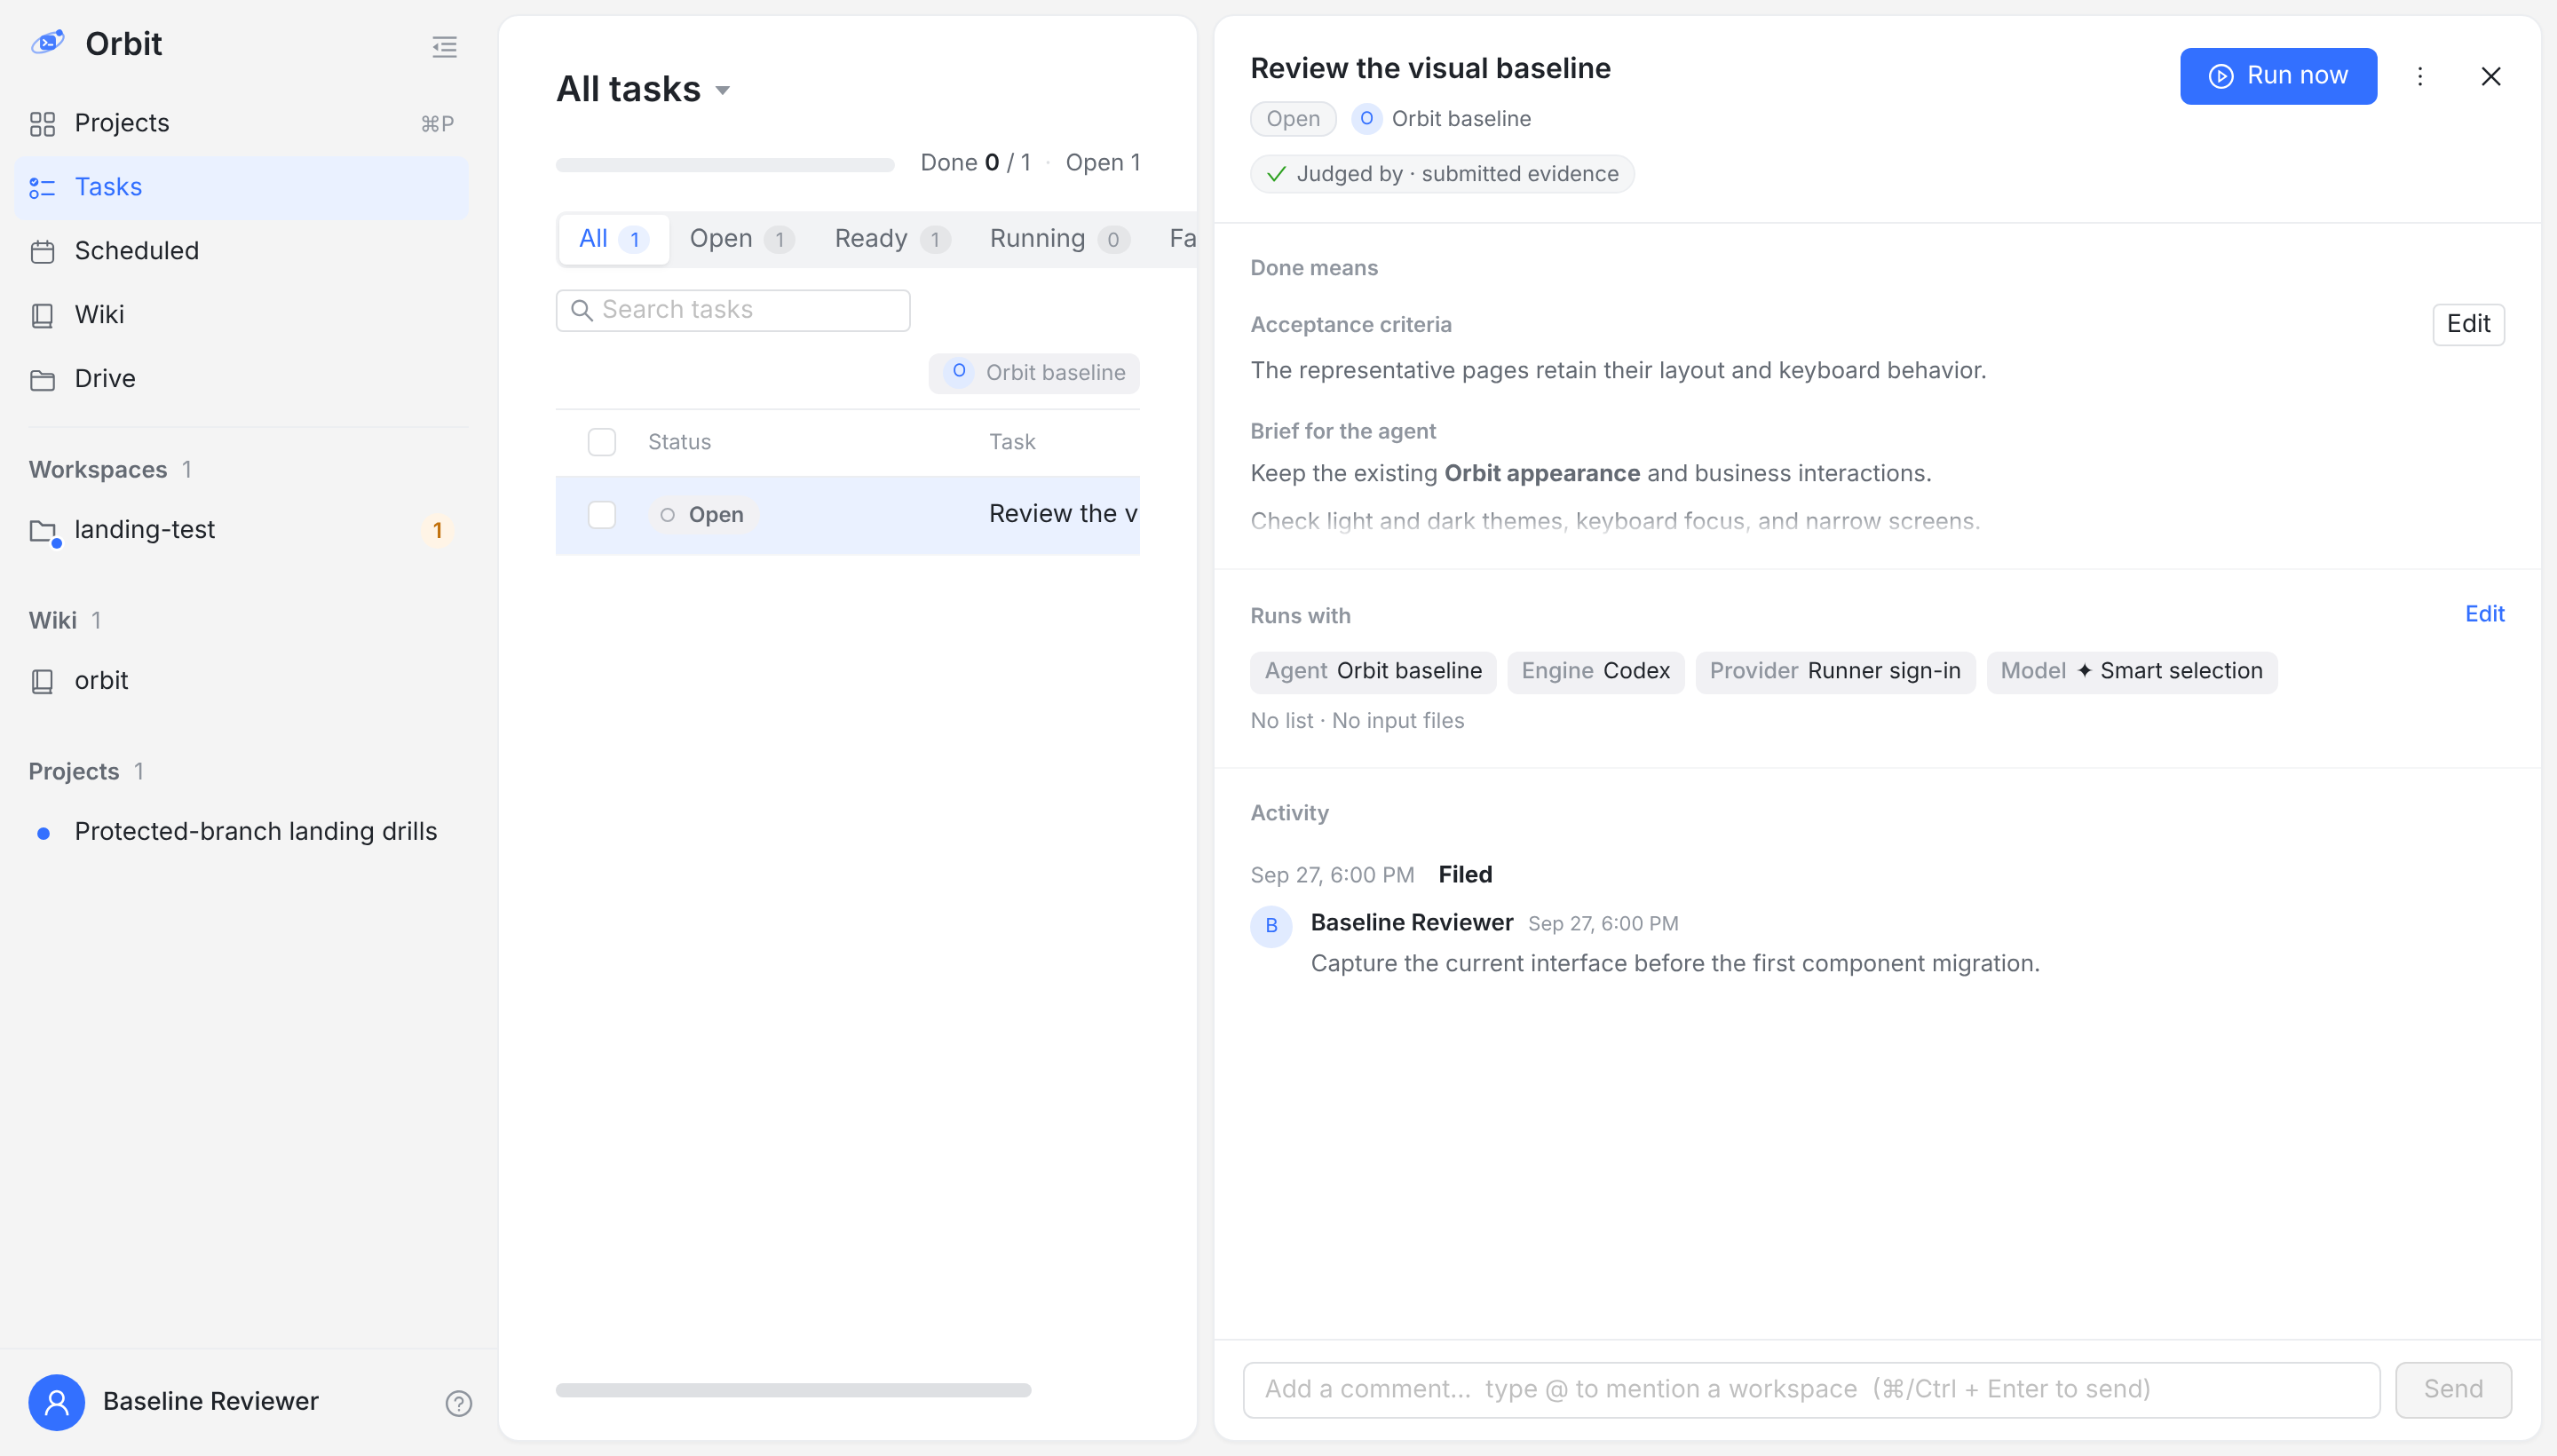 Orbit
Projects ⌘P
Tasks
Scheduled
Wiki
Drive
Workspaces 1
landing-test 1
Wiki 1
orbit
Projects 1
Protected-branch landing drills
Baseline Reviewer
All tasks
Done 0 / 1 · Open 1
All 1 Open 1 Ready 1 Running 0 Fa
Search tasks
O Orbit baseline
Status Task
Open Review the v
Review the visual baseline
Run now
Open O Orbit baseline
Judged by · submitted evidence
Done means
Acceptance criteria
Edit
The representative pages retain their layout and keyboard behavior.
Brief for the agent
Keep the existing Orbit appearance and business interactions.
Check light and dark themes, keyboard focus, and narrow screens.
Runs with
Edit
Agent Orbit baseline Engine Codex Provider Runner sign-in Model ✦ Smart selection
No list · No input files
Activity
Sep 27, 6:00 PM Filed
B Baseline Reviewer Sep 27, 6:00 PM
Capture the current interface before the first component migration.
Add a comment... type @ to mention a workspace (⌘/Ctrl + Enter to send)
Send